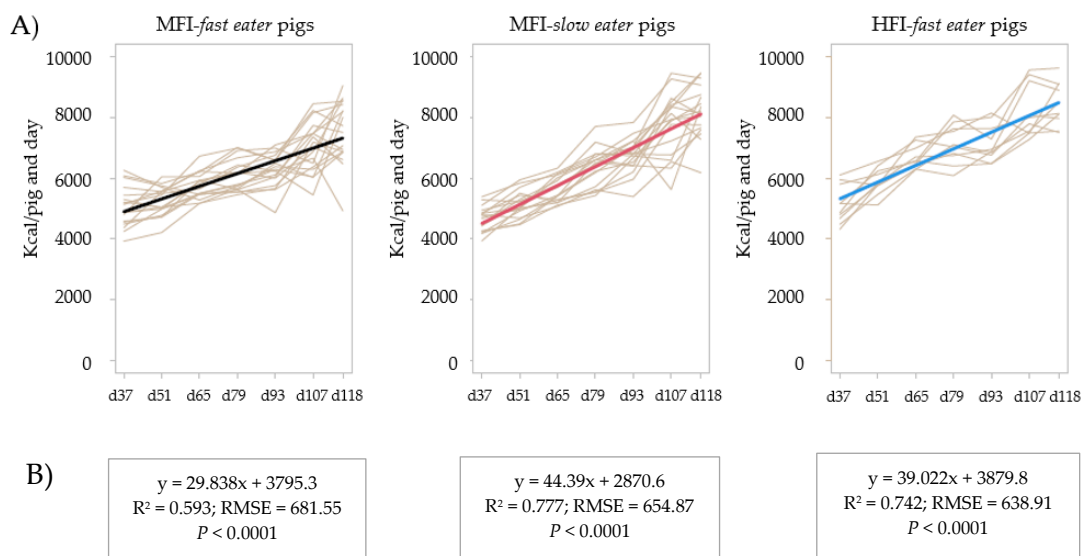 A)
MFI-fast eater pigs
MFI-slow eater pigs
HFI-fast eater pigs
Kcal/pig and day
10000
8000
6000
4000
2000
0
d37 d51 d65 d79 d93 d107 d118
Kcal/pig and day
10000
8000
6000
4000
2000
0
d37 d51 d65 d79 d93 d107 d118
Kcal/pig and day
10000
8000
6000
4000
2000
0
d37 d51 d65 d79 d93 d107 d118
B)
y = 29.838x + 3795.3
R² = 0.593; RMSE = 681.55
P < 0.0001
y = 44.39x + 2870.6
R² = 0.777; RMSE = 654.87
P < 0.0001
y = 39.022x + 3879.8
R² = 0.742; RMSE = 638.91
P < 0.0001